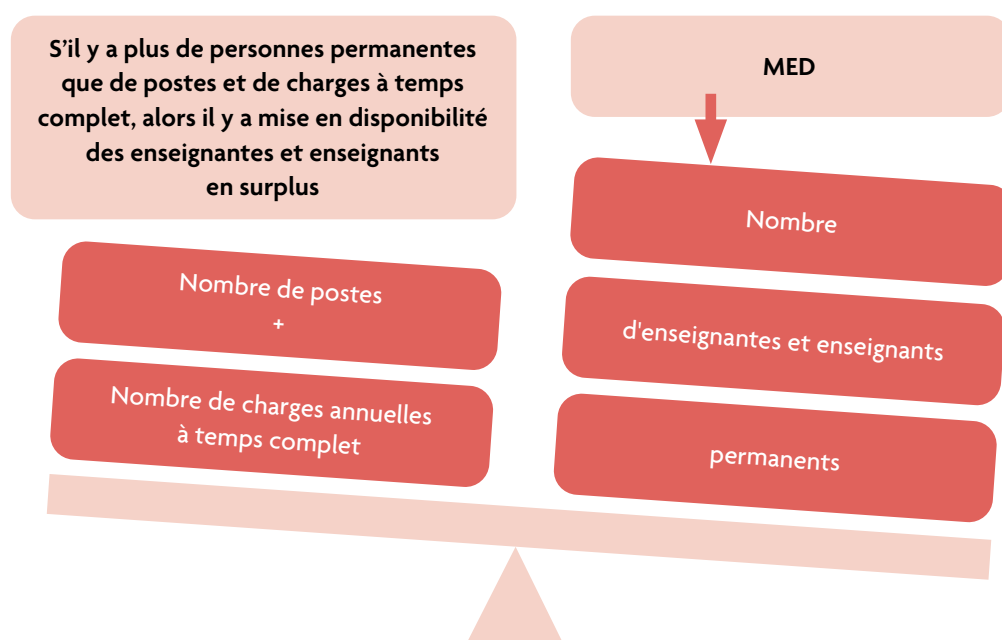 S'il y a plus de personnes permanentes
que de postes et de charges à temps
complet, alors il y a mise en disponibilité
des enseignantes et enseignants
en surplus
MED
Nombre de postes
+
Nombre de charges annuelles
à temps complet
Nombre
d'enseignantes et enseignants
permanents